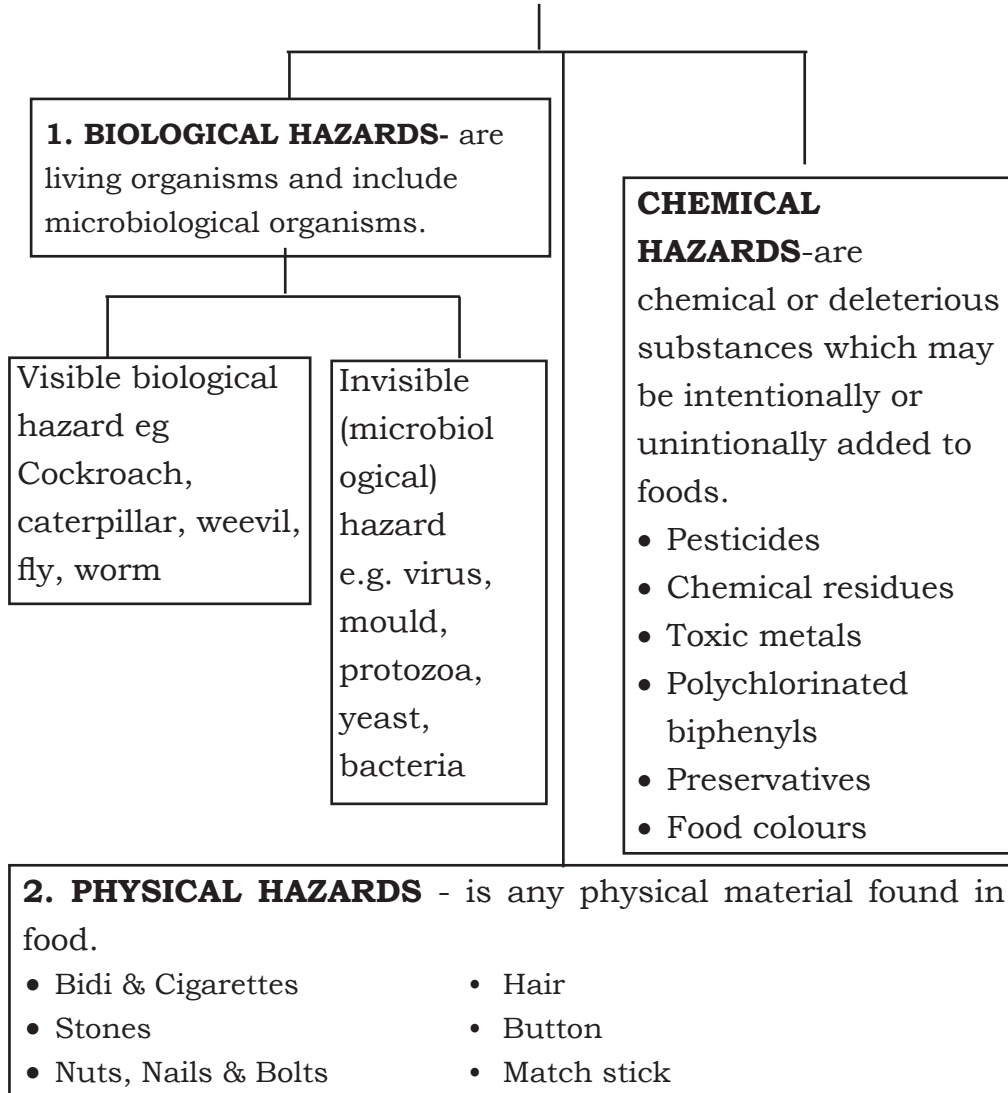 1. BIOLOGICAL HAZARDS- are
living organisms and include
microbiological organisms.
Visible biological
hazard eg
Cockroach,
caterpillar, weevil,
fly, worm
Invisible
(microbiol
ogical)
hazard
e.g. virus,
mould,
protozoa,
yeast,
bacteria
CHEMICAL
HAZARDS-are
chemical or deleterious
substances which may
be intentionally or
unintionally added to
foods.
• Pesticides
• Chemical residues
• Toxic metals
• Polychlorinated
biphenyls
• Preservatives
• Food colours
2. PHYSICAL HAZARDS - is any physical material found in
food.
• Bidi & Cigarettes
• Stones
• Nuts, Nails & Bolts
• Hair
• Button
• Match stick